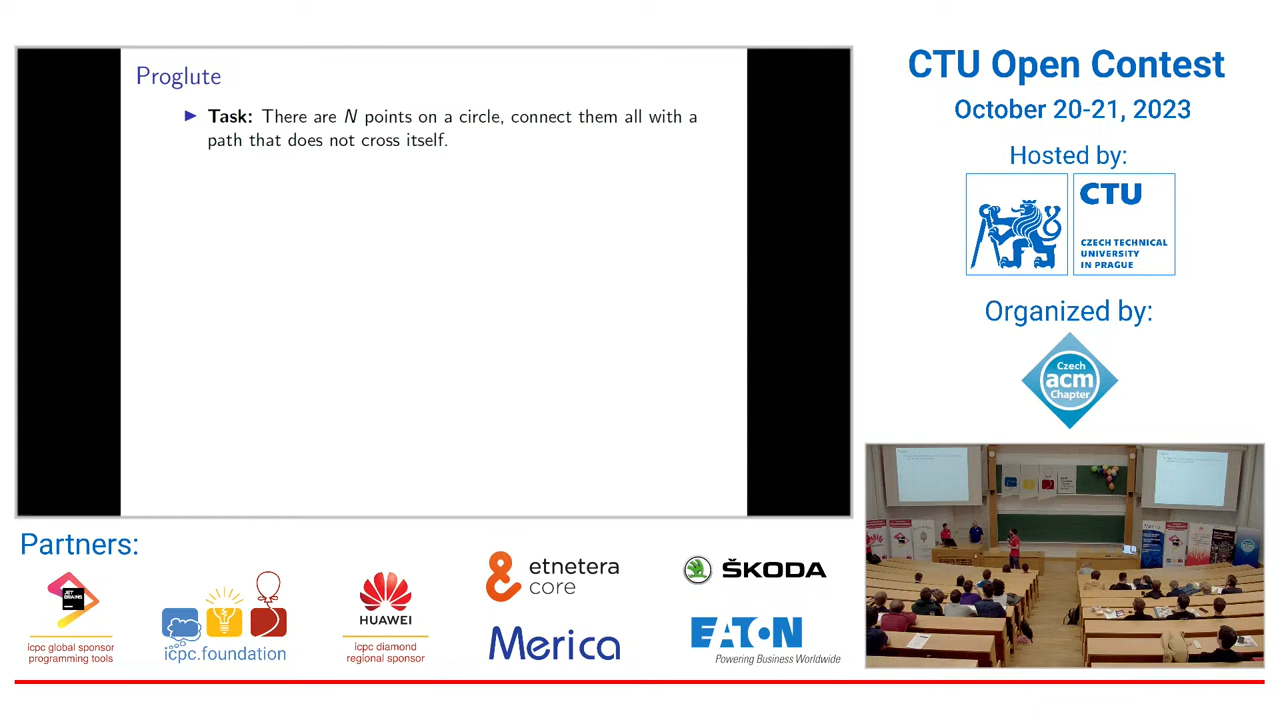 Proglute
Task: There are N points on a circle, connect them all with a
path that does not cross itself.
CTU Open Contest
October 20-21, 2023
Hosted by:
CTU
CZECH TECHNICAL
UNIVERSITY
IN PRAGUE
Organized by:
Czech
acm
Chapter
Partners:
JET
BRAINS
icpc global sponsor
programming tools
icpc.foundation
HUAWEI
icpc diamond
regional sponsor
etnetera
core
Merica
ŠKODA
EATON
Powering Business Worldwide